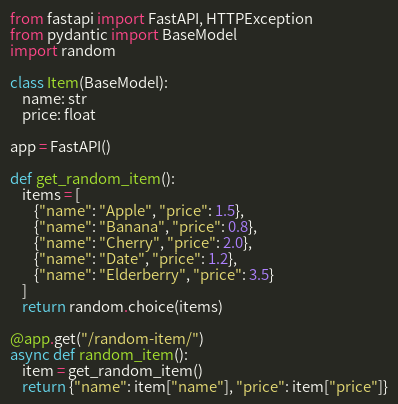 from fastapi import FastAPI, HTTPException
from pydantic import BaseModel
import random

class Item(BaseModel):
    name: str
    price: float

app = FastAPI()

def get_random_item():
    items = [
        {"name": "Apple", "price": 1.5},
        {"name": "Banana", "price": 0.8},
        {"name": "Cherry", "price": 2.0},
        {"name": "Date", "price": 1.2},
        {"name": "Elderberry", "price": 3.5}
    ]
    return random.choice(items)

@app.get("/random-item/")
async def random_item():
    item = get_random_item()
    return {"name": item["name"], "price": item["price"]}